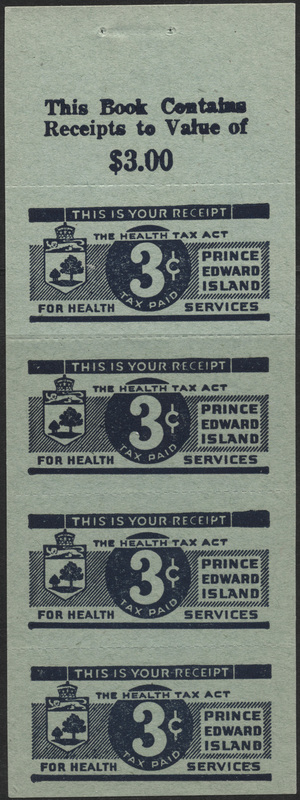 This Book Contains
Receipts to Value of
$3.00
THIS IS YOUR RECEIPT
THE HEALTH TAX ACT
3¢
TAX PAID
PRINCE
EDWARD
ISLAND
FOR HEALTH SERVICES
THIS IS YOUR RECEIPT
THE HEALTH TAX ACT
3¢
TAX PAID
PRINCE
EDWARD
ISLAND
FOR HEALTH SERVICES
THIS IS YOUR RECEIPT
THE HEALTH TAX ACT
3¢
TAX PAID
PRINCE
EDWARD
ISLAND
FOR HEALTH SERVICES
THIS IS YOUR RECEIPT
THE HEALTH TAX ACT
3¢
TAX PAID
PRINCE
EDWARD
ISLAND
FOR HEALTH SERVICES